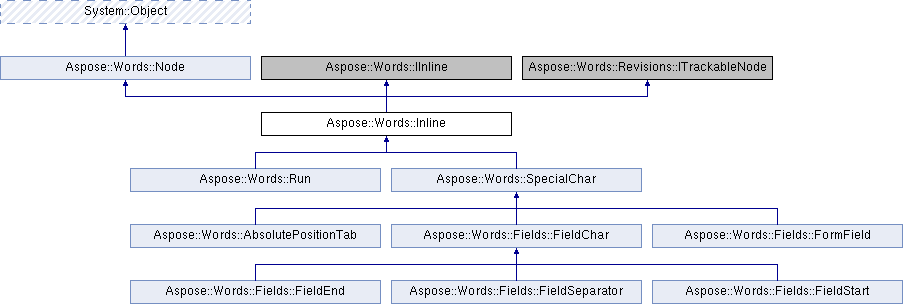 System::Object
Aspose::Words::Node
Aspose::Words::IInline
Aspose::Words::Revisions::ITrackableNode
Aspose::Words::Inline
Aspose::Words::Run
Aspose::Words::SpecialChar
Aspose::Words::AbsolutePositionTab
Aspose::Words::Fields::FieldChar
Aspose::Words::Fields::FormField
Aspose::Words::Fields::FieldEnd
Aspose::Words::Fields::FieldSeparator
Aspose::Words::Fields::FieldStart